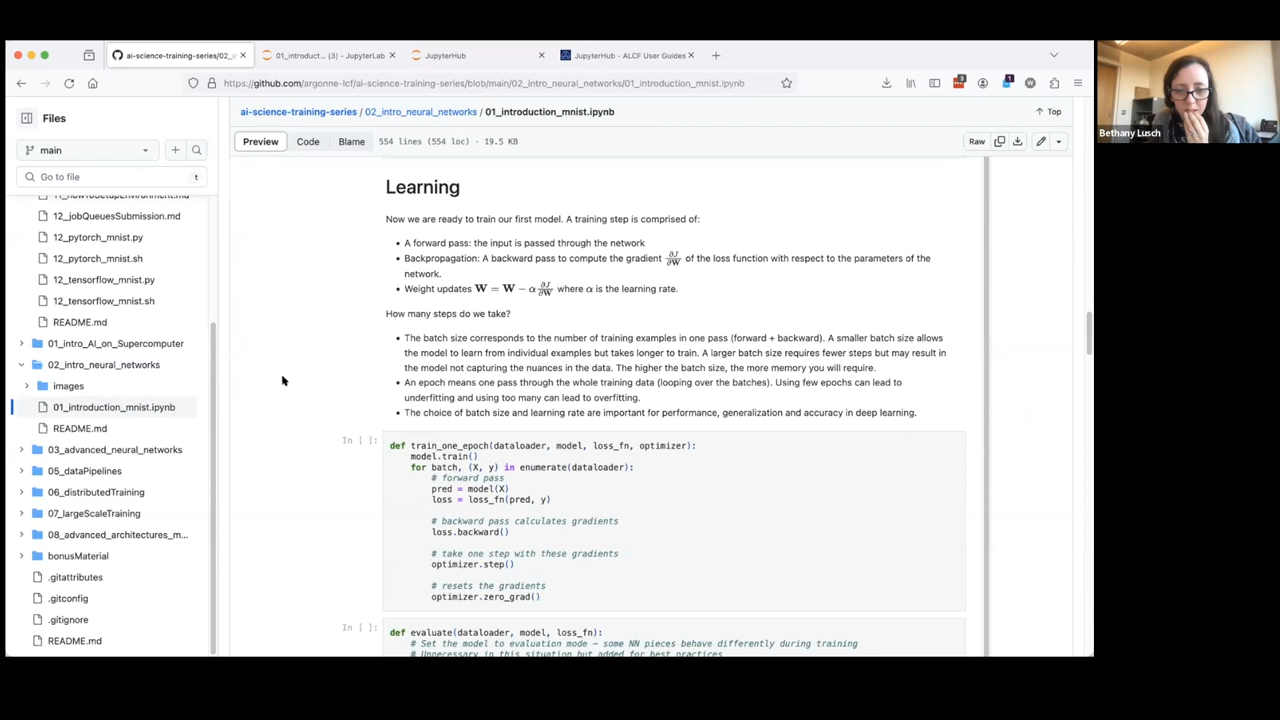 ai-science-training-series/02_
01_introduct... (3) - JupyterLab
JupyterHub
JupyterHub - ALCF User Guides
https://github.com/argonne-lcf/ai-science-training-series/blob/main/02_intro_neural_networks/01_introduction_mnist.ipynb
Bethany Lusch
Files
ai-science-training-series / 02_intro_neural_networks / 01_introduction_mnist.ipynb
Top
main
Preview Code Blame 554 lines (554 loc) · 19.5 KB
Raw
Go to file t
11_howToSetupEnvironment.md
12_jobQueuesSubmission.md
12_pytorch_mnist.py
12_pytorch_mnist.sh
12_tensorflow_mnist.py
12_tensorflow_mnist.sh
README.md
01_intro_AI_on_Supercomputer
02_intro_neural_networks
images
01_introduction_mnist.ipynb
README.md
03_advanced_neural_networks
05_dataPipelines
06_distributedTraining
07_largeScaleTraining
08_advanced_architectures_m...
bonusMaterial
.gitattributes
.gitconfig
.gitignore
README.md
Learning
Now we are ready to train our first model. A training step is comprised of:
• A forward pass: the input is passed through the network
• Backpropagation: A backward pass to compute the gradient ∂J/∂W of the loss function with respect to the parameters of the
network.
• Weight updates W = W − α ∂J/∂W where α is the learning rate.
How many steps do we take?
• The batch size corresponds to the number of training examples in one pass (forward + backward). A smaller batch size allows
the model to learn from individual examples but takes longer to train. A larger batch size requires fewer steps but may result in
the model not capturing the nuances in the data. The higher the batch size, the more memory you will require.
• An epoch means one pass through the whole training data (looping over the batches). Using few epochs can lead to
underfitting and using too many can lead to overfitting.
• The choice of batch size and learning rate are important for performance, generalization and accuracy in deep learning.
In [ ]:
def train_one_epoch(dataloader, model, loss_fn, optimizer):
model.train()
for batch, (X, y) in enumerate(dataloader):
# forward pass
pred = model(X)
loss = loss_fn(pred, y)
# backward pass calculates gradients
loss.backward()
# take one step with these gradients
optimizer.step()
# resets the gradients
optimizer.zero_grad()
In [ ]:
def evaluate(dataloader, model, loss_fn):
# Set the model to evaluation mode – some NN pieces behave differently during training
# Unnecessary in this situation but added for best practices